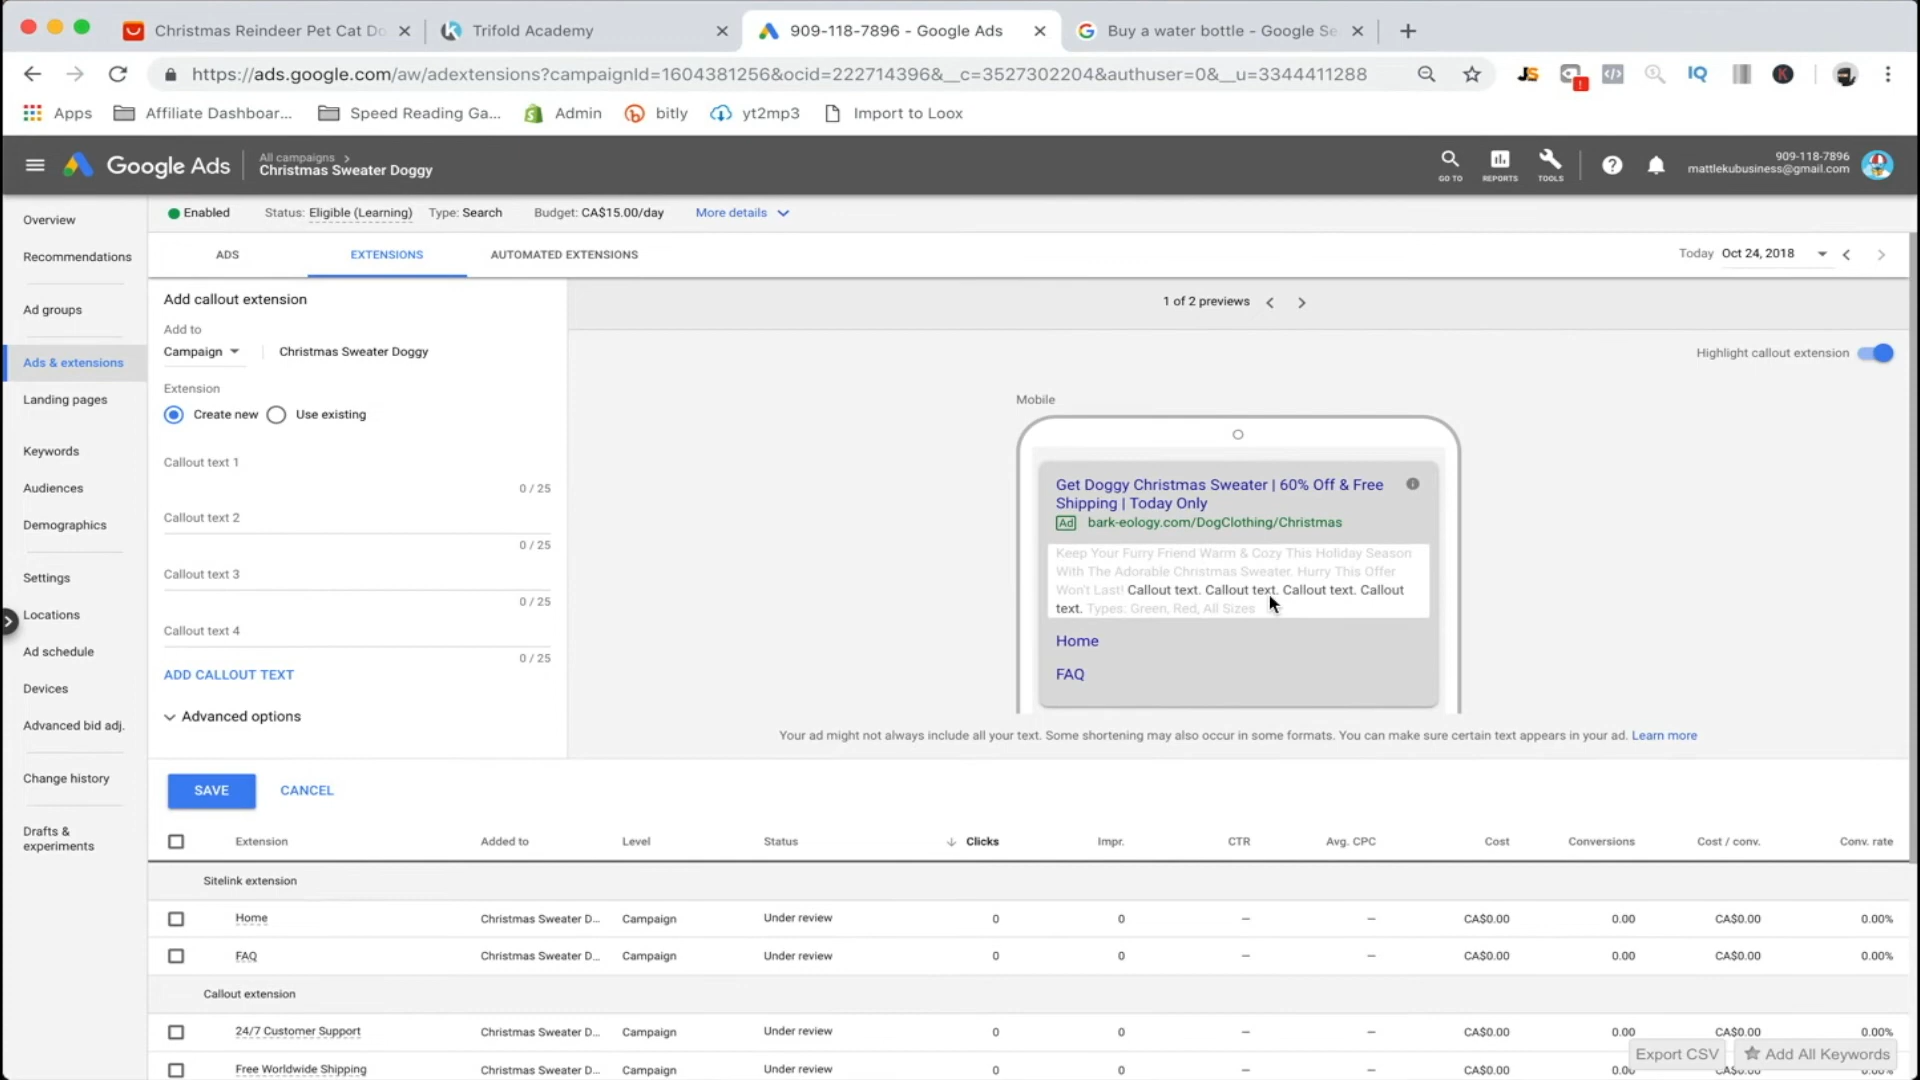 Christmas Reindeer Pet Cat Do
Trifold Academy
909-118-7896 - Google Ads
Buy a water bottle - Google Se
https://ads.google.com/aw/adextensions?campaignId=1604381256&ocid=222714396&__c=3527302204&authuser=0&__u=3344411288
JS
IQ
K
Apps
Affiliate Dashboar...
Speed Reading Ga...
Admin
bitly
yt2mp3
Import to Loox
Google Ads
All campaigns >
Christmas Sweater Doggy
GO TO
REPORTS
TOOLS
909-118-7896
mattlekubusiness@gmail.com
Overview
Recommendations
Ad groups
Ads & extensions
Landing pages
Keywords
Audiences
Demographics
Settings
Locations
Ad schedule
Devices
Advanced bid adj.
Change history
Drafts &
experiments
Enabled Status: Eligible (Learning) Type: Search Budget: CA$15.00/day More details
ADS EXTENSIONS AUTOMATED EXTENSIONS
Today Oct 24, 2018
Add callout extension
Add to
Campaign Christmas Sweater Doggy
Extension
Create new Use existing
Callout text 1
0 / 25
Callout text 2
0 / 25
Callout text 3
0 / 25
Callout text 4
0 / 25
ADD CALLOUT TEXT
Advanced options
1 of 2 previews
Highlight callout extension
Mobile
Get Doggy Christmas Sweater | 60% Off & Free
Shipping | Today Only
Ad bark-eology.com/DogClothing/Christmas
Keep Your Furry Friend Warm & Cozy This Holiday Season
With The Adorable Christmas Sweater. Hurry This Offer
Won't Last! Callout text. Callout text. Callout text. Callout
text. Types: Green, Red, All Sizes
Home
FAQ
Your ad might not always include all your text. Some shortening may also occur in some formats. You can make sure certain text appears in your ad. Learn more
SAVE CANCEL
Extension Added to Level Status Clicks Impr. CTR Avg. CPC Cost Conversions Cost / conv. Conv. rate
Sitelink extension
Home Christmas Sweater D... Campaign Under review 0 0 – – CA$0.00 0.00 CA$0.00 0.00%
FAQ Christmas Sweater D... Campaign Under review 0 0 – – CA$0.00 0.00 CA$0.00 0.00%
Callout extension
24/7 Customer Support Christmas Sweater D... Campaign Under review 0 0 – – CA$0.00 0.00 CA$0.00 0.00%
Free Worldwide Shipping Christmas Sweater D... Campaign Under review 0 0 – – CA$0.00 0.00 CA$0.00 0.00%
Export CSV
Add All Keywords